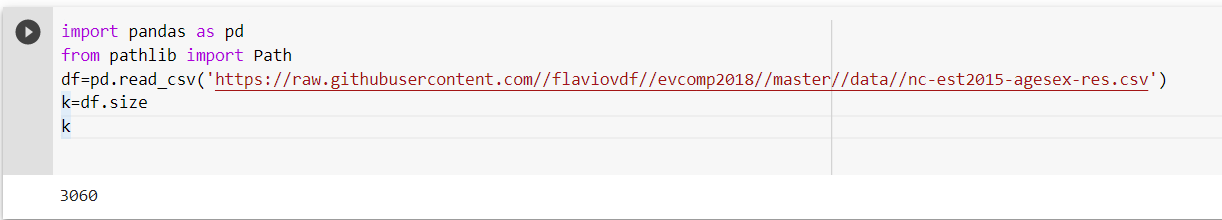 import pandas as pd
from pathlib import Path
df=pd.read_csv('https://raw.githubusercontent.com//flaviovdf//evcomp2018//master//data//nc-est2015-agesex-res.csv')
k=df.size
k
3060